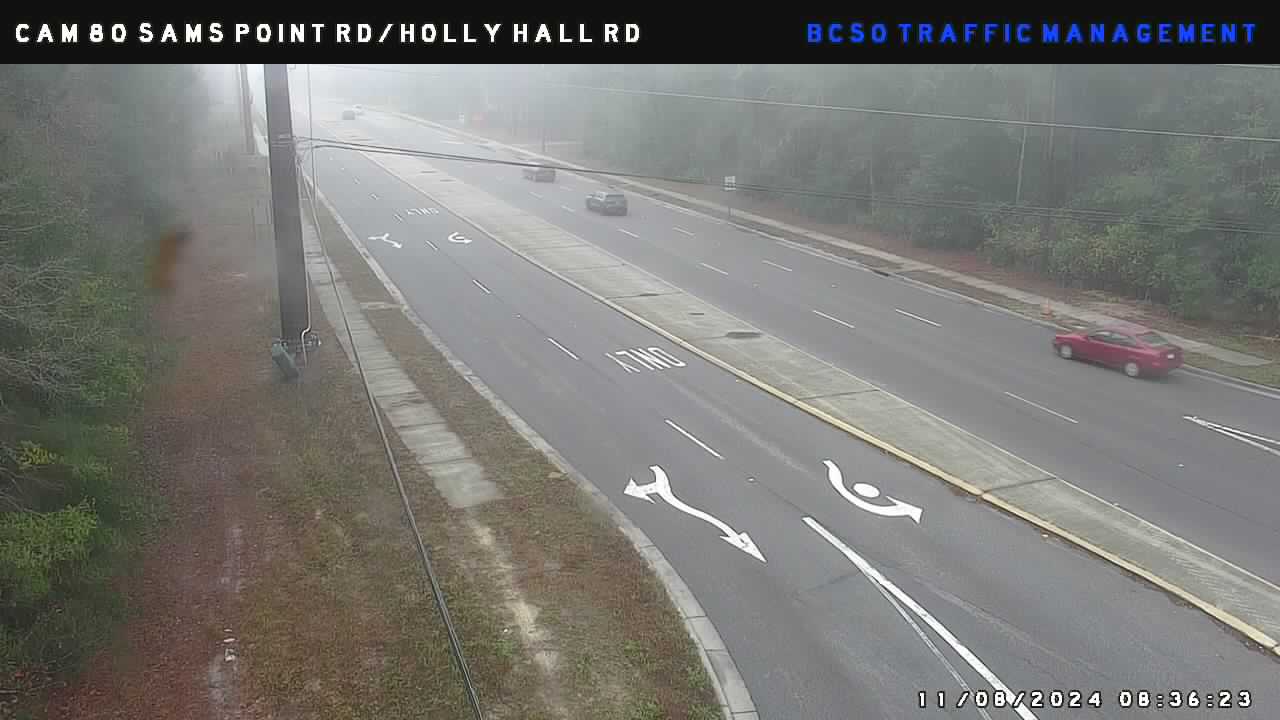 CAM 80 SAMS POINT RD/HOLLY HALL RD
BCSO TRAFFIC MANAGEMENT
ONLY
ONLY
11/08/2024 08:36:23